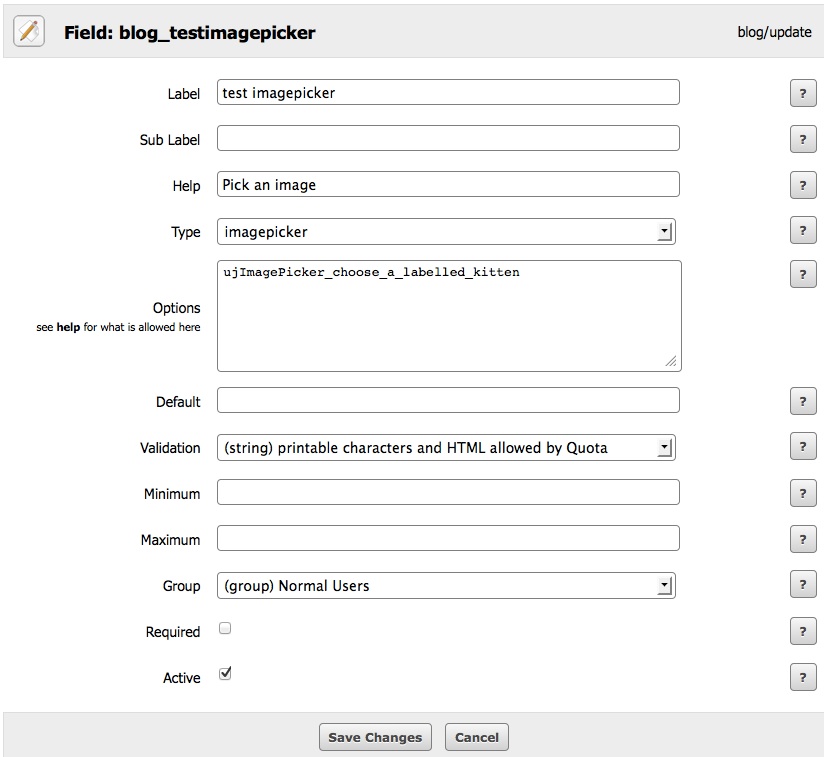 Field: blog_testimagepicker blog/update
Label test imagepicker ?
Sub Label ?
Help Pick an image ?
Type imagepicker ?
ujImagePicker_choose_a_labelled_kitten ?
Options
see help for what is allowed here
Default ?
Validation (string) printable characters and HTML allowed by Quota ?
Minimum ?
Maximum ?
Group (group) Normal Users ?
Required ?
Active ?
Save Changes Cancel